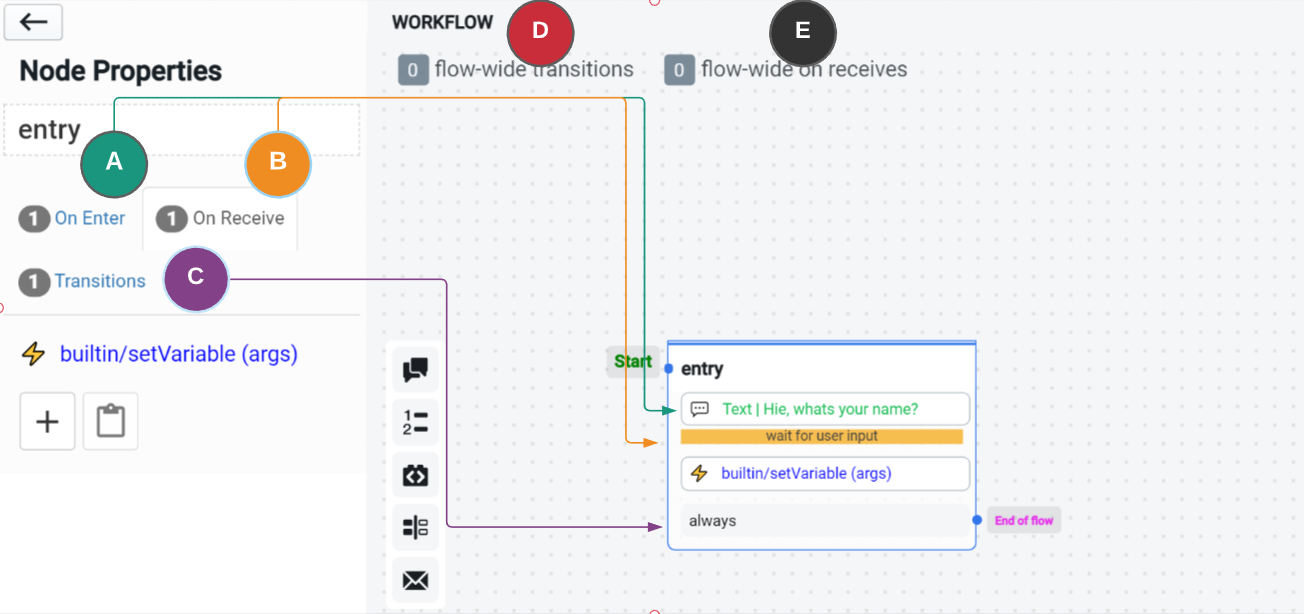 WORKFLOW
D
E
0 flow-wide transitions
0 flow-wide on receives
Node Properties
entry
A
B
1 On Enter
1 On Receive
1 Transitions
C
builtin/setVariable (args)
+
1
2
Start
entry
Text | Hie, whats your name?
wait for user input
builtin/setVariable (args)
always
End of flow